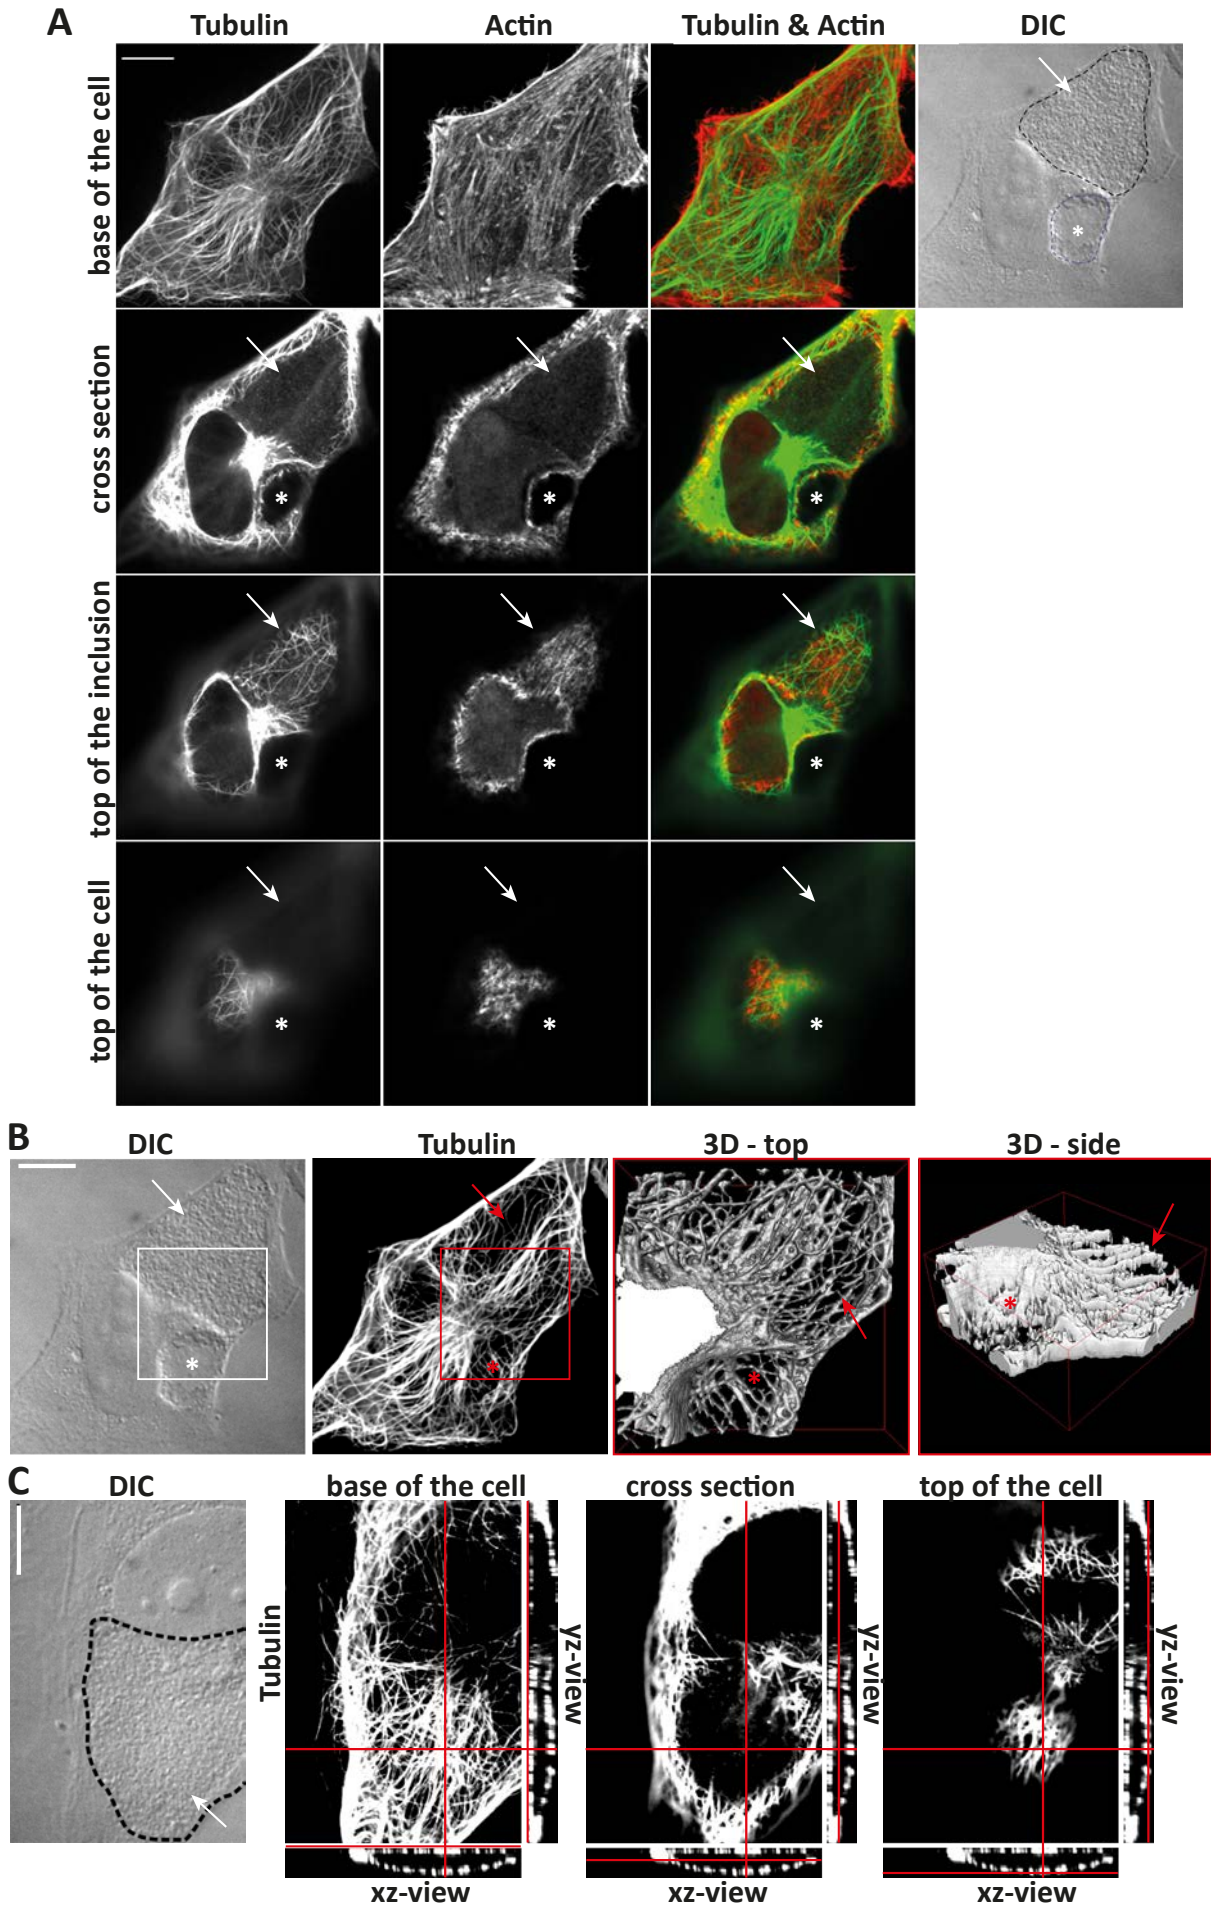 A
Tubulin
Actin
Tubulin & Actin
DIC
base of the cell
*
cross section
*
*
*
top of the inclusion
*
*
*
top of the cell
*
*
*
B
DIC
Tubulin
3D - top
3D - side
*
*
*
*
C
DIC
base of the cell
cross section
top of the cell
Tubulin
yz-view
yz-view
yz-view
xz-view
xz-view
xz-view